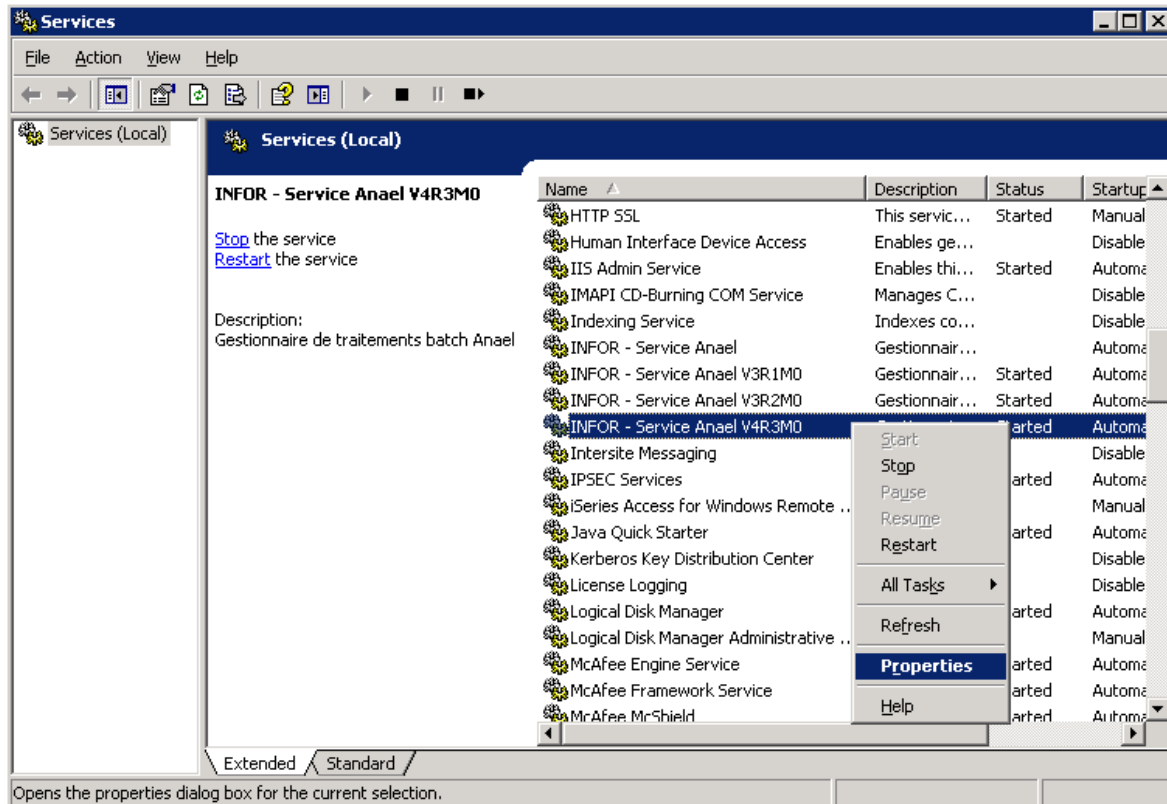 Services
File Action View Help
Services (Local)
Services (Local)
INFOR - Service Anael V4R3M0
Stop the service
Restart the service
Description:
Gestionnaire de traitements batch Anael
Name Description Status Startup
HTTP SSL This servic... Started Manual
Human Interface Device Access Enables ge... Disable
IIS Admin Service Enables thi... Started Automa
IMAPI CD-Burning COM Service Manages C... Disable
Indexing Service Indexes co... Disable
INFOR - Service Anael Gestionnair... Automa
INFOR - Service Anael V3R1M0 Gestionnair... Started Automa
INFOR - Service Anael V3R2M0 Gestionnair... Started Automa
INFOR - Service Anael V4R3M0 arted Automa
Intersite Messaging Disable
IPSEC Services arted Automa
iSeries Access for Windows Remote .. Manual
Java Quick Starter arted Automa
Kerberos Key Distribution Center Disable
License Logging Disable
Logical Disk Manager arted Automa
Logical Disk Manager Administrative .. Manual
McAfee Engine Service arted Automa
McAfee Framework Service arted Automa
McAfee McShield arted Automa
Start
Stop
Pause
Resume
Restart
All Tasks
Refresh
Properties
Help
Extended Standard
Opens the properties dialog box for the current selection.